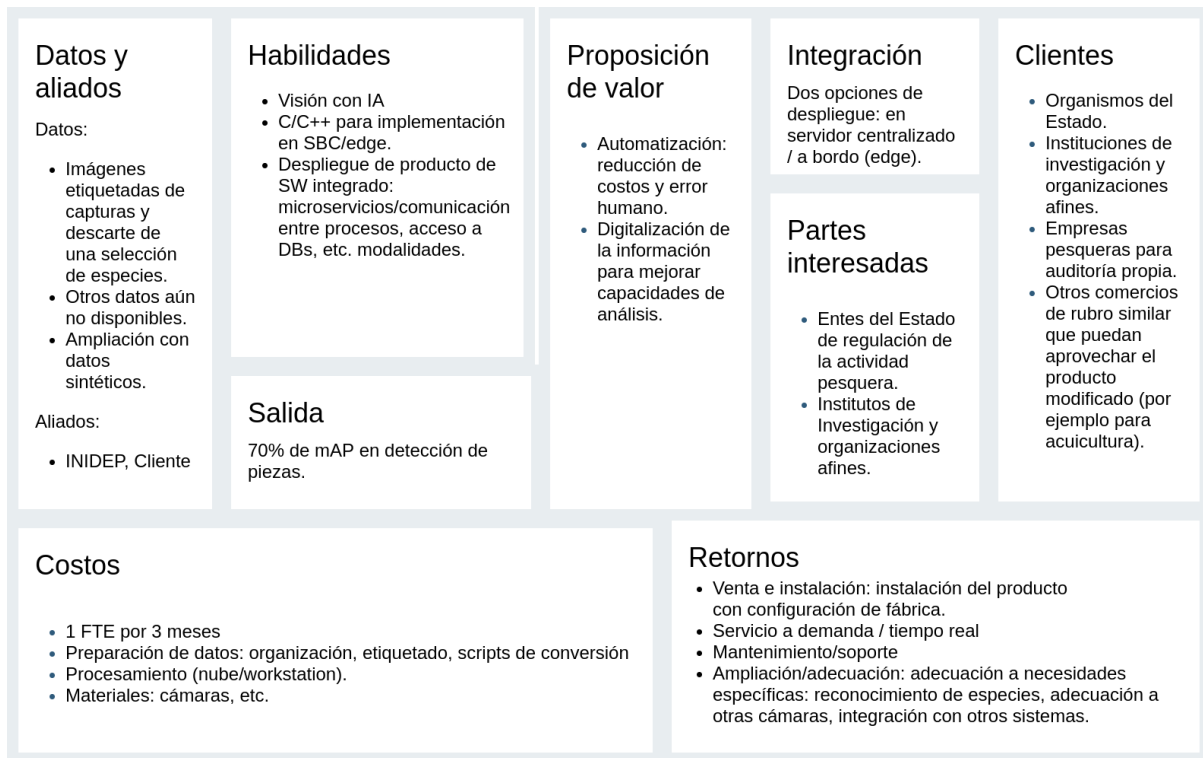 Datos y
aliados
Datos:
• Imágenes
etiquetadas de
capturas y
descarte de
una selección
de especies.
• Otros datos aún
no disponibles.
• Ampliación con
datos
sintéticos.
Aliados:
• INIDEP, Cliente
Habilidades
• Visión con IA
• C/C++ para implementación
en SBC/edge.
• Despliegue de producto de
SW integrado:
microservicios/comunicación
entre procesos, acceso a
DBs, etc. modalidades.
Salida
70% de mAP en detección de
piezas.
Proposición
de valor
• Automatización:
reducción de
costos y error
humano.
• Digitalización de
la información
para mejorar
capacidades de
análisis.
Integración
Dos opciones de
despliegue: en
servidor centralizado
/ a bordo (edge).
Partes
interesadas
• Entes del Estado
de regulación de
la actividad
pesquera.
• Institutos de
Investigación y
organizaciones
afines.
Clientes
• Organismos del
Estado.
• Instituciones de
investigación y
organizaciones
afines.
• Empresas
pesqueras para
auditoría propia.
• Otros comercios
de rubro similar
que puedan
aprovechar el
producto
modificado (por
ejemplo para
acuicultura).
Costos
• 1 FTE por 3 meses
• Preparación de datos: organización, etiquetado, scripts de conversión
• Procesamiento (nube/workstation).
• Materiales: cámaras, etc.
Retornos
• Venta e instalación: instalación del producto
con configuración de fábrica.
• Servicio a demanda / tiempo real
• Mantenimiento/soporte
• Ampliación/adecuación: adecuación a necesidades
específicas: reconocimiento de especies, adecuación a
otras cámaras, integración con otros sistemas.